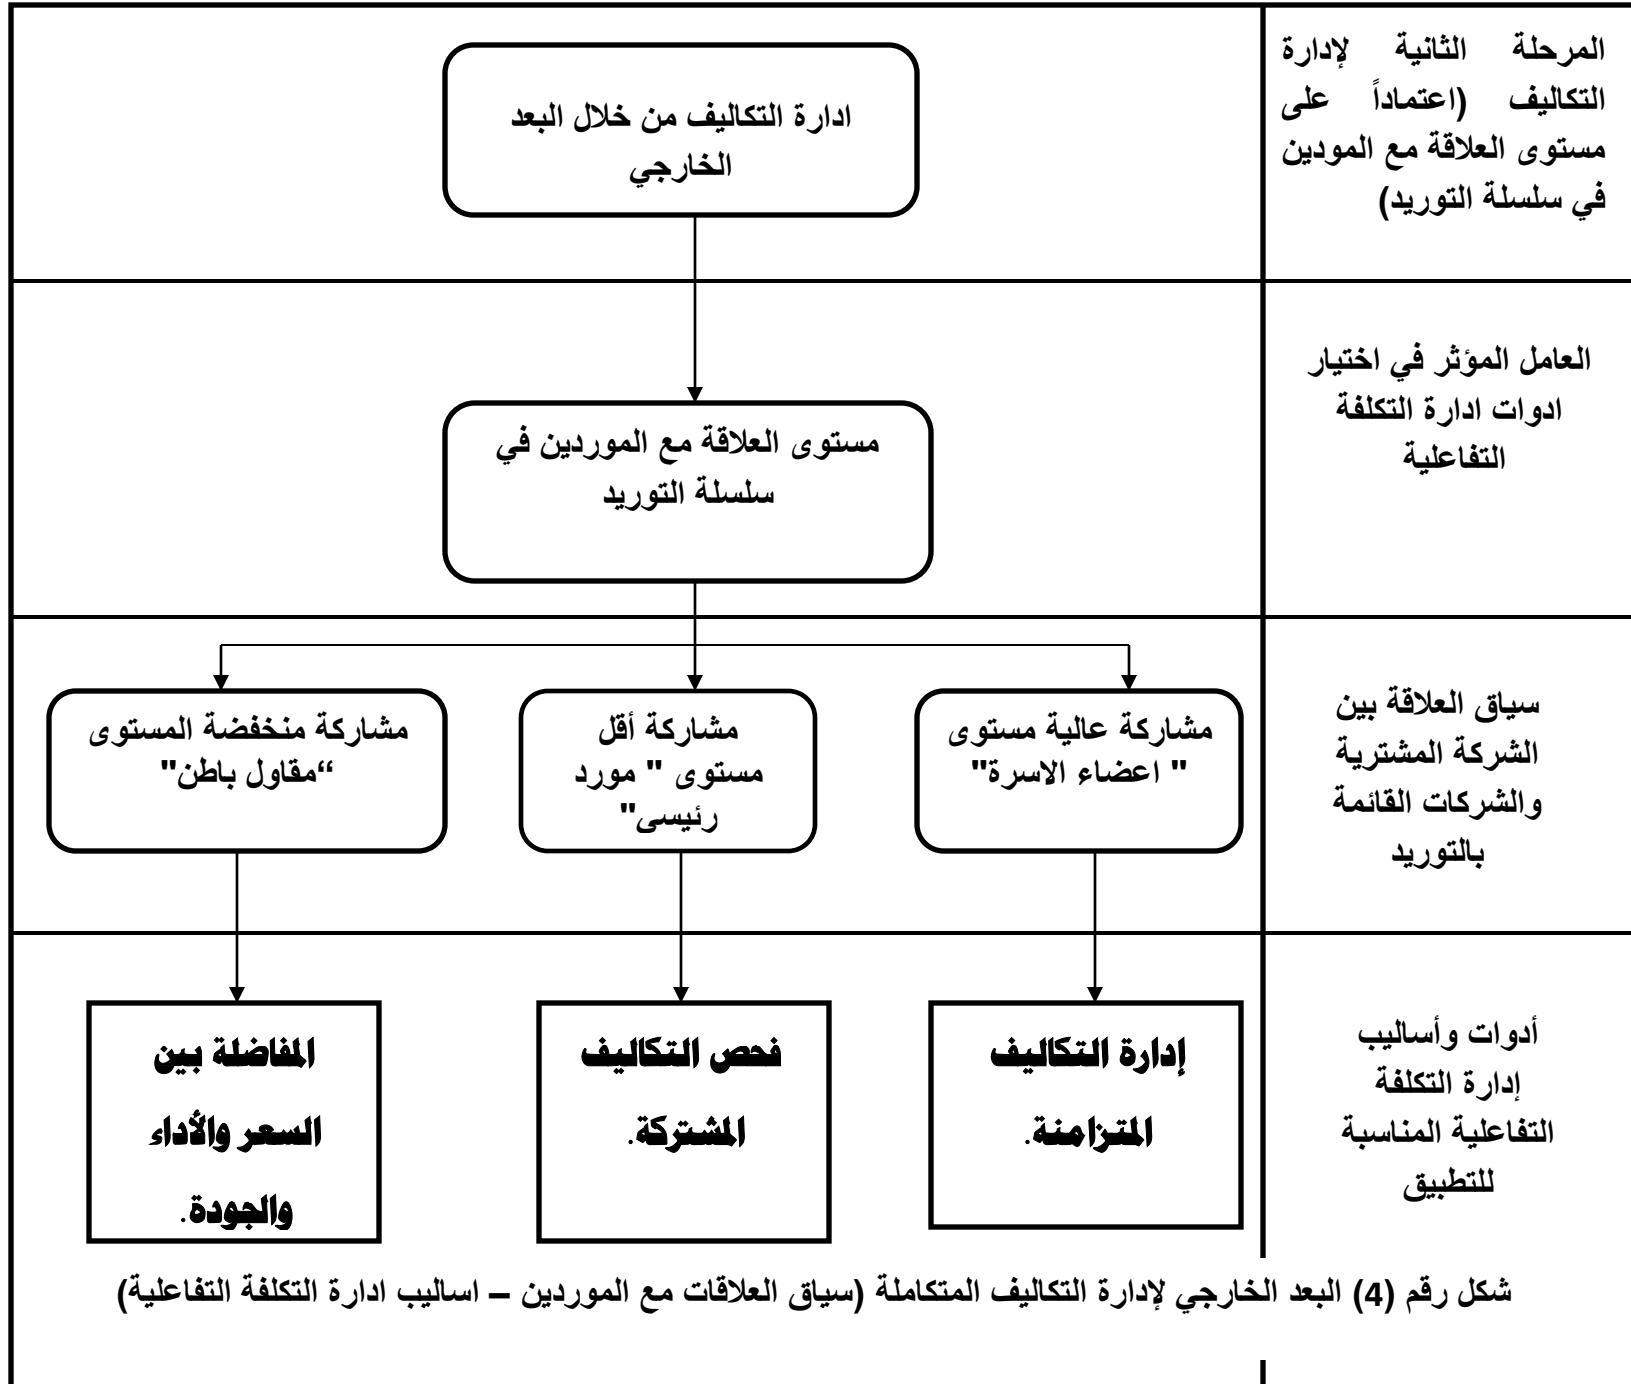 المرحلة الثانية لإدارة
التكاليف (اعتماداً على
مستوى العلاقة مع المودين
في سلسلة التوريد)
ادارة التكاليف من خلال البعد
الخارجي
العامل المؤثر في اختيار
ادوات ادارة التكلفة
التفاعلية
مستوى العلاقة مع الموردين في
سلسلة التوريد
سياق العلاقة بين
الشركة المشترية
والشركات القائمة
بالتوريد
مشاركة عالية مستوى
" اعضاء الاسرة"
مشاركة أقل
مستوى " مورد
رئيسى"
مشاركة منخفضة المستوى
“مقاول باطن"
أدوات وأساليب
إدارة التكلفة
التفاعلية المناسبة
للتطبيق
إدارة التكاليف
المتزامنة.
فحص التكاليف
المشتركة.
المفاضلة بين
السعر والأداء
والجودة.
شكل رقم (4) البعد الخارجي لإدارة التكاليف المتكاملة (سياق العلاقات مع الموردين – اساليب ادارة التكلفة التفاعلية)